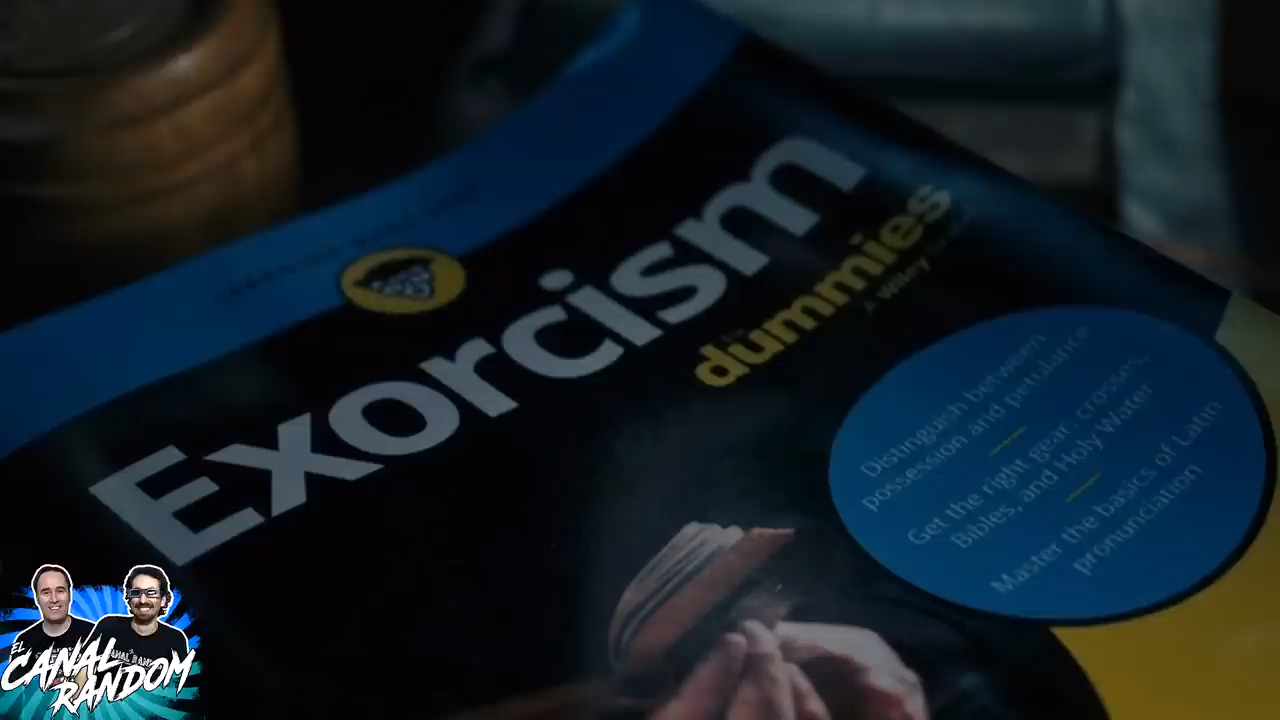 Exorcism
dummies
A Wiley
Distinguish between
possession and petulance
Get the right gear - crosses,
Bibles, and Holy Water
Master the basics of Latin
pronunciation
EL
CANAL
RANDOM